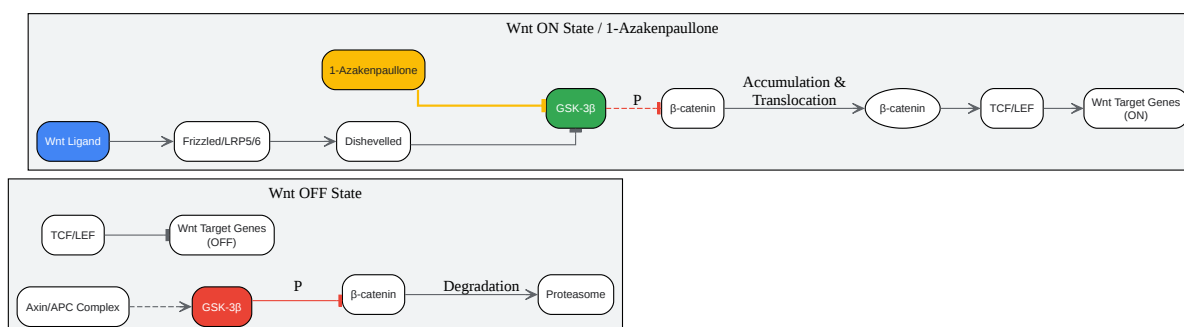 Wnt ON State / 1-Azakenpaullone
1-Azakenpaullone
Wnt Ligand
Frizzled/LRP5/6
Dishevelled
GSK-3β
P
β-catenin
Accumulation &
Translocation
β-catenin
TCF/LEF
Wnt Target Genes
(ON)
Wnt OFF State
TCF/LEF
Wnt Target Genes
(OFF)
Axin/APC Complex
GSK-3β
P
β-catenin
Degradation
Proteasome